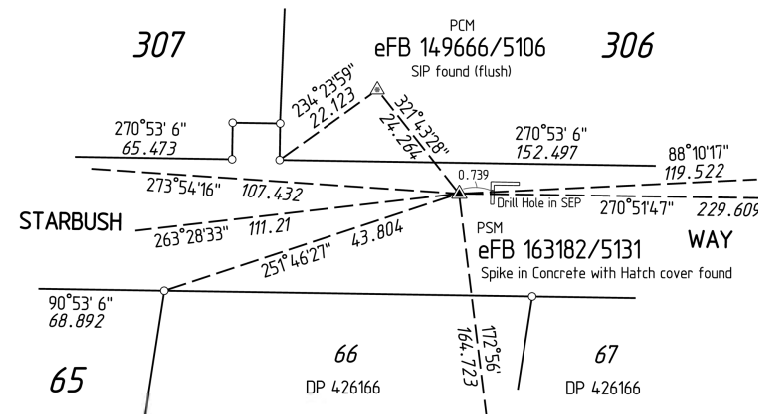 PCM
307
eFB 149666/5106
306
SIP found (flush)
234°23'59"
22.123
321°43'28"
24.264
270°53' 6"
65.473
270°53' 6"
152.497
88°10'17"
119.522
273°54'16" 107.432
0.739
Drill Hole in SEP
270°51'47" 229.609
STARBUSH
263°28'33" 111.21
251°46'27" 43.804
PSM
WAY
eFB 163182/5131
Spike in Concrete with Hatch cover found
90°53' 6"
68.892
172°56'
164.723
65
66
67
DP 426166
DP 426166